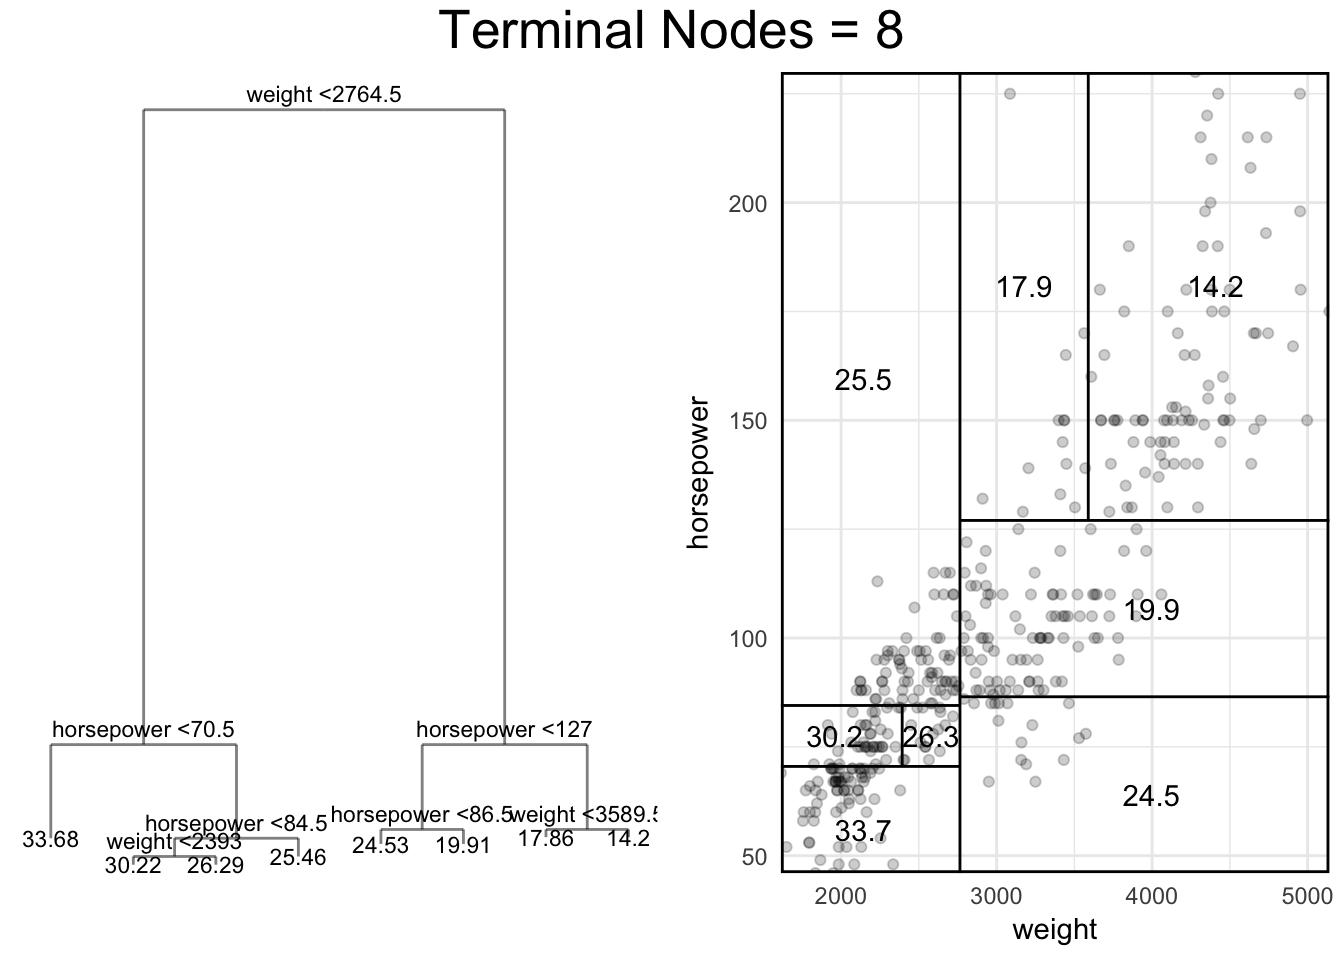 Terminal Nodes = 8
weight <2764.5
horsepower <70.5
horsepower <127
33.68
horsepower <84.5
weight <2393
30.22
26.29
25.46
horsepower <86.5
24.53
19.91
weight <3589.5
17.86
14.2
horsepower
200
150
100
50
17.9
14.2
25.5
19.9
30.2
26.3
24.5
33.7
2000
3000
4000
5000
weight